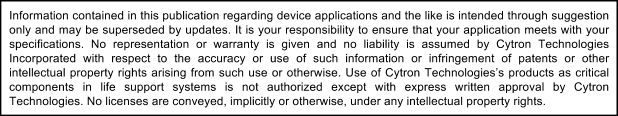 Information contained in this publication regarding device applications and the like is intended through suggestion
only and may be superseded by updates. It is your responsibility to ensure that your application meets with your
specifications. No representation or warranty is given and no liability is assumed by Cytron Technologies
Incorporated with respect to the accuracy or use of such information or infringement of patents or other
intellectual property rights arising from such use or otherwise. Use of Cytron Technologies's products as critical
components in life support systems is not authorized except with express written approval by Cytron
Technologies. No licenses are conveyed, implicitly or otherwise, under any intellectual property rights.